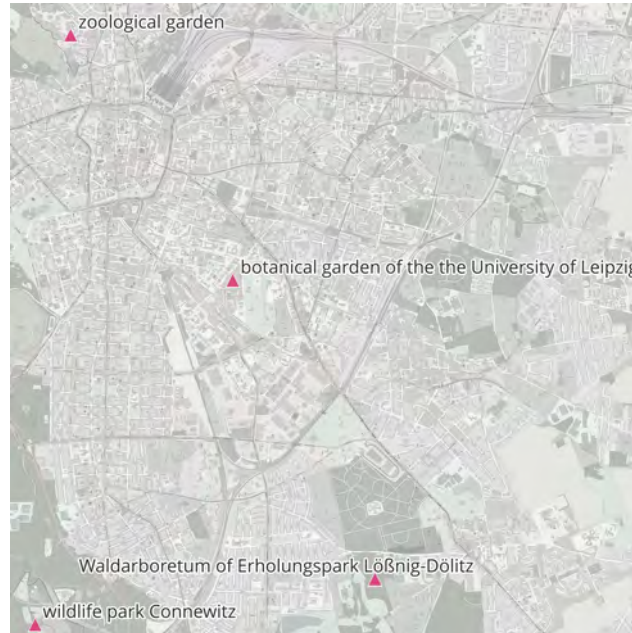 zoological garden
botanical garden of the the University of Leipzig
Waldarboretum of Erholungspark Lößnig-Dölitz
wildlife park Connewitz